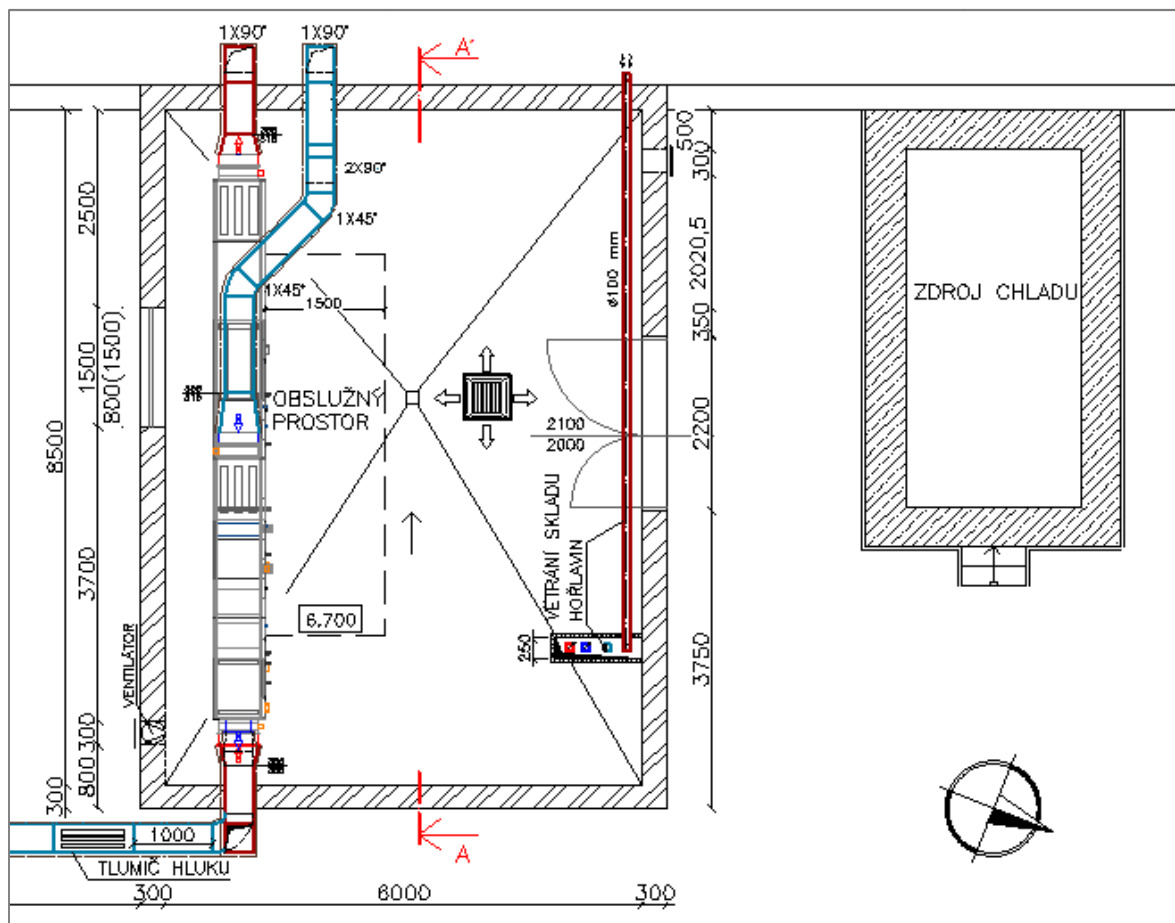 1X90°
1X90°
A'
2X90°
1X45°
1X45°
1500
ø100 mm
500
300
2020,5
350
2200
3750
ZDROJ CHLADU
2500
1500
800(1500).
8500
3700
300
800
300
OBSLUŽNÝ
PROSTOR
2100
2000
VĚTRÁNÍ SKLADU
HOŘLAVIN
6.700
250
VENTILÁTOR
1000
TLUMIČ HLUKU
A
300
6000
300